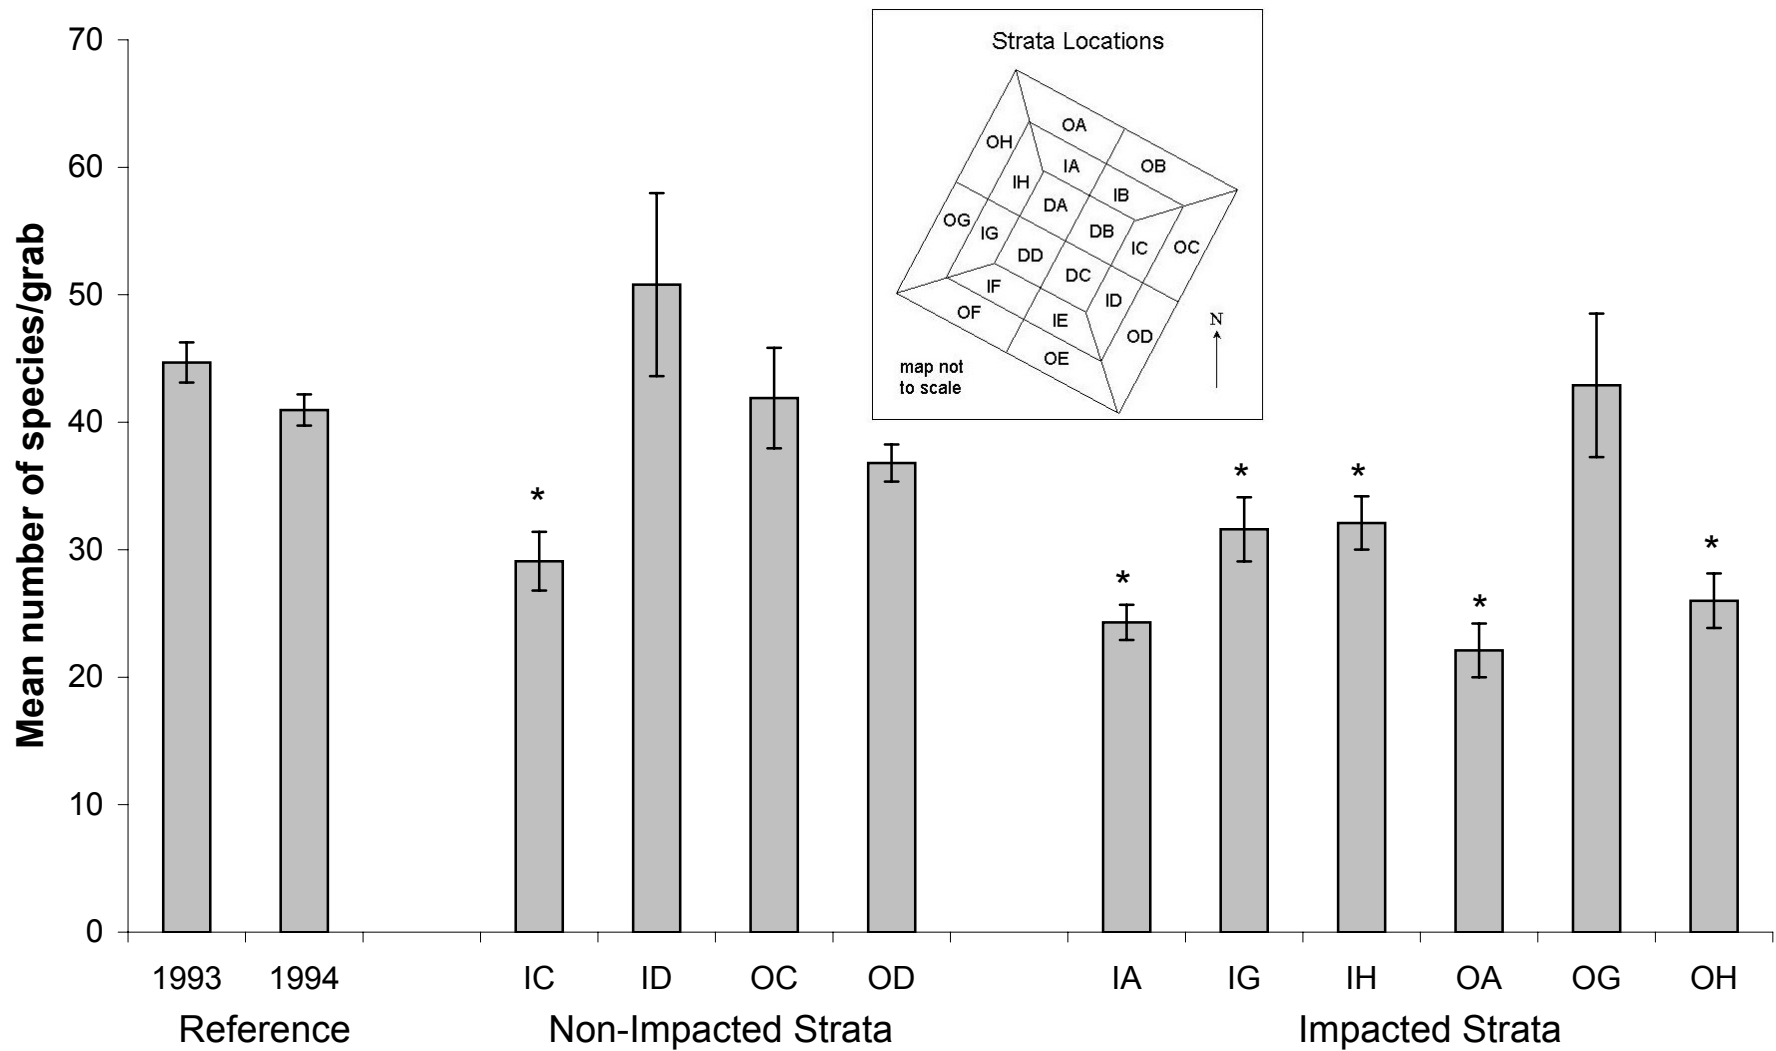 70
60
50
40
30
20
10
0
Mean number of species/grab
Strata Locations
OA
OH
OB
IA
IH
IB
DA
OG
IG
DB
IC
OC
DD
DC
IF
ID
OF
IE
OD
OE
N
map not
to scale
*
*
*
*
*
*
1993 1994 IC ID OC OD IA IG IH OA OG OH
Reference Non-Impacted Strata Impacted Strata